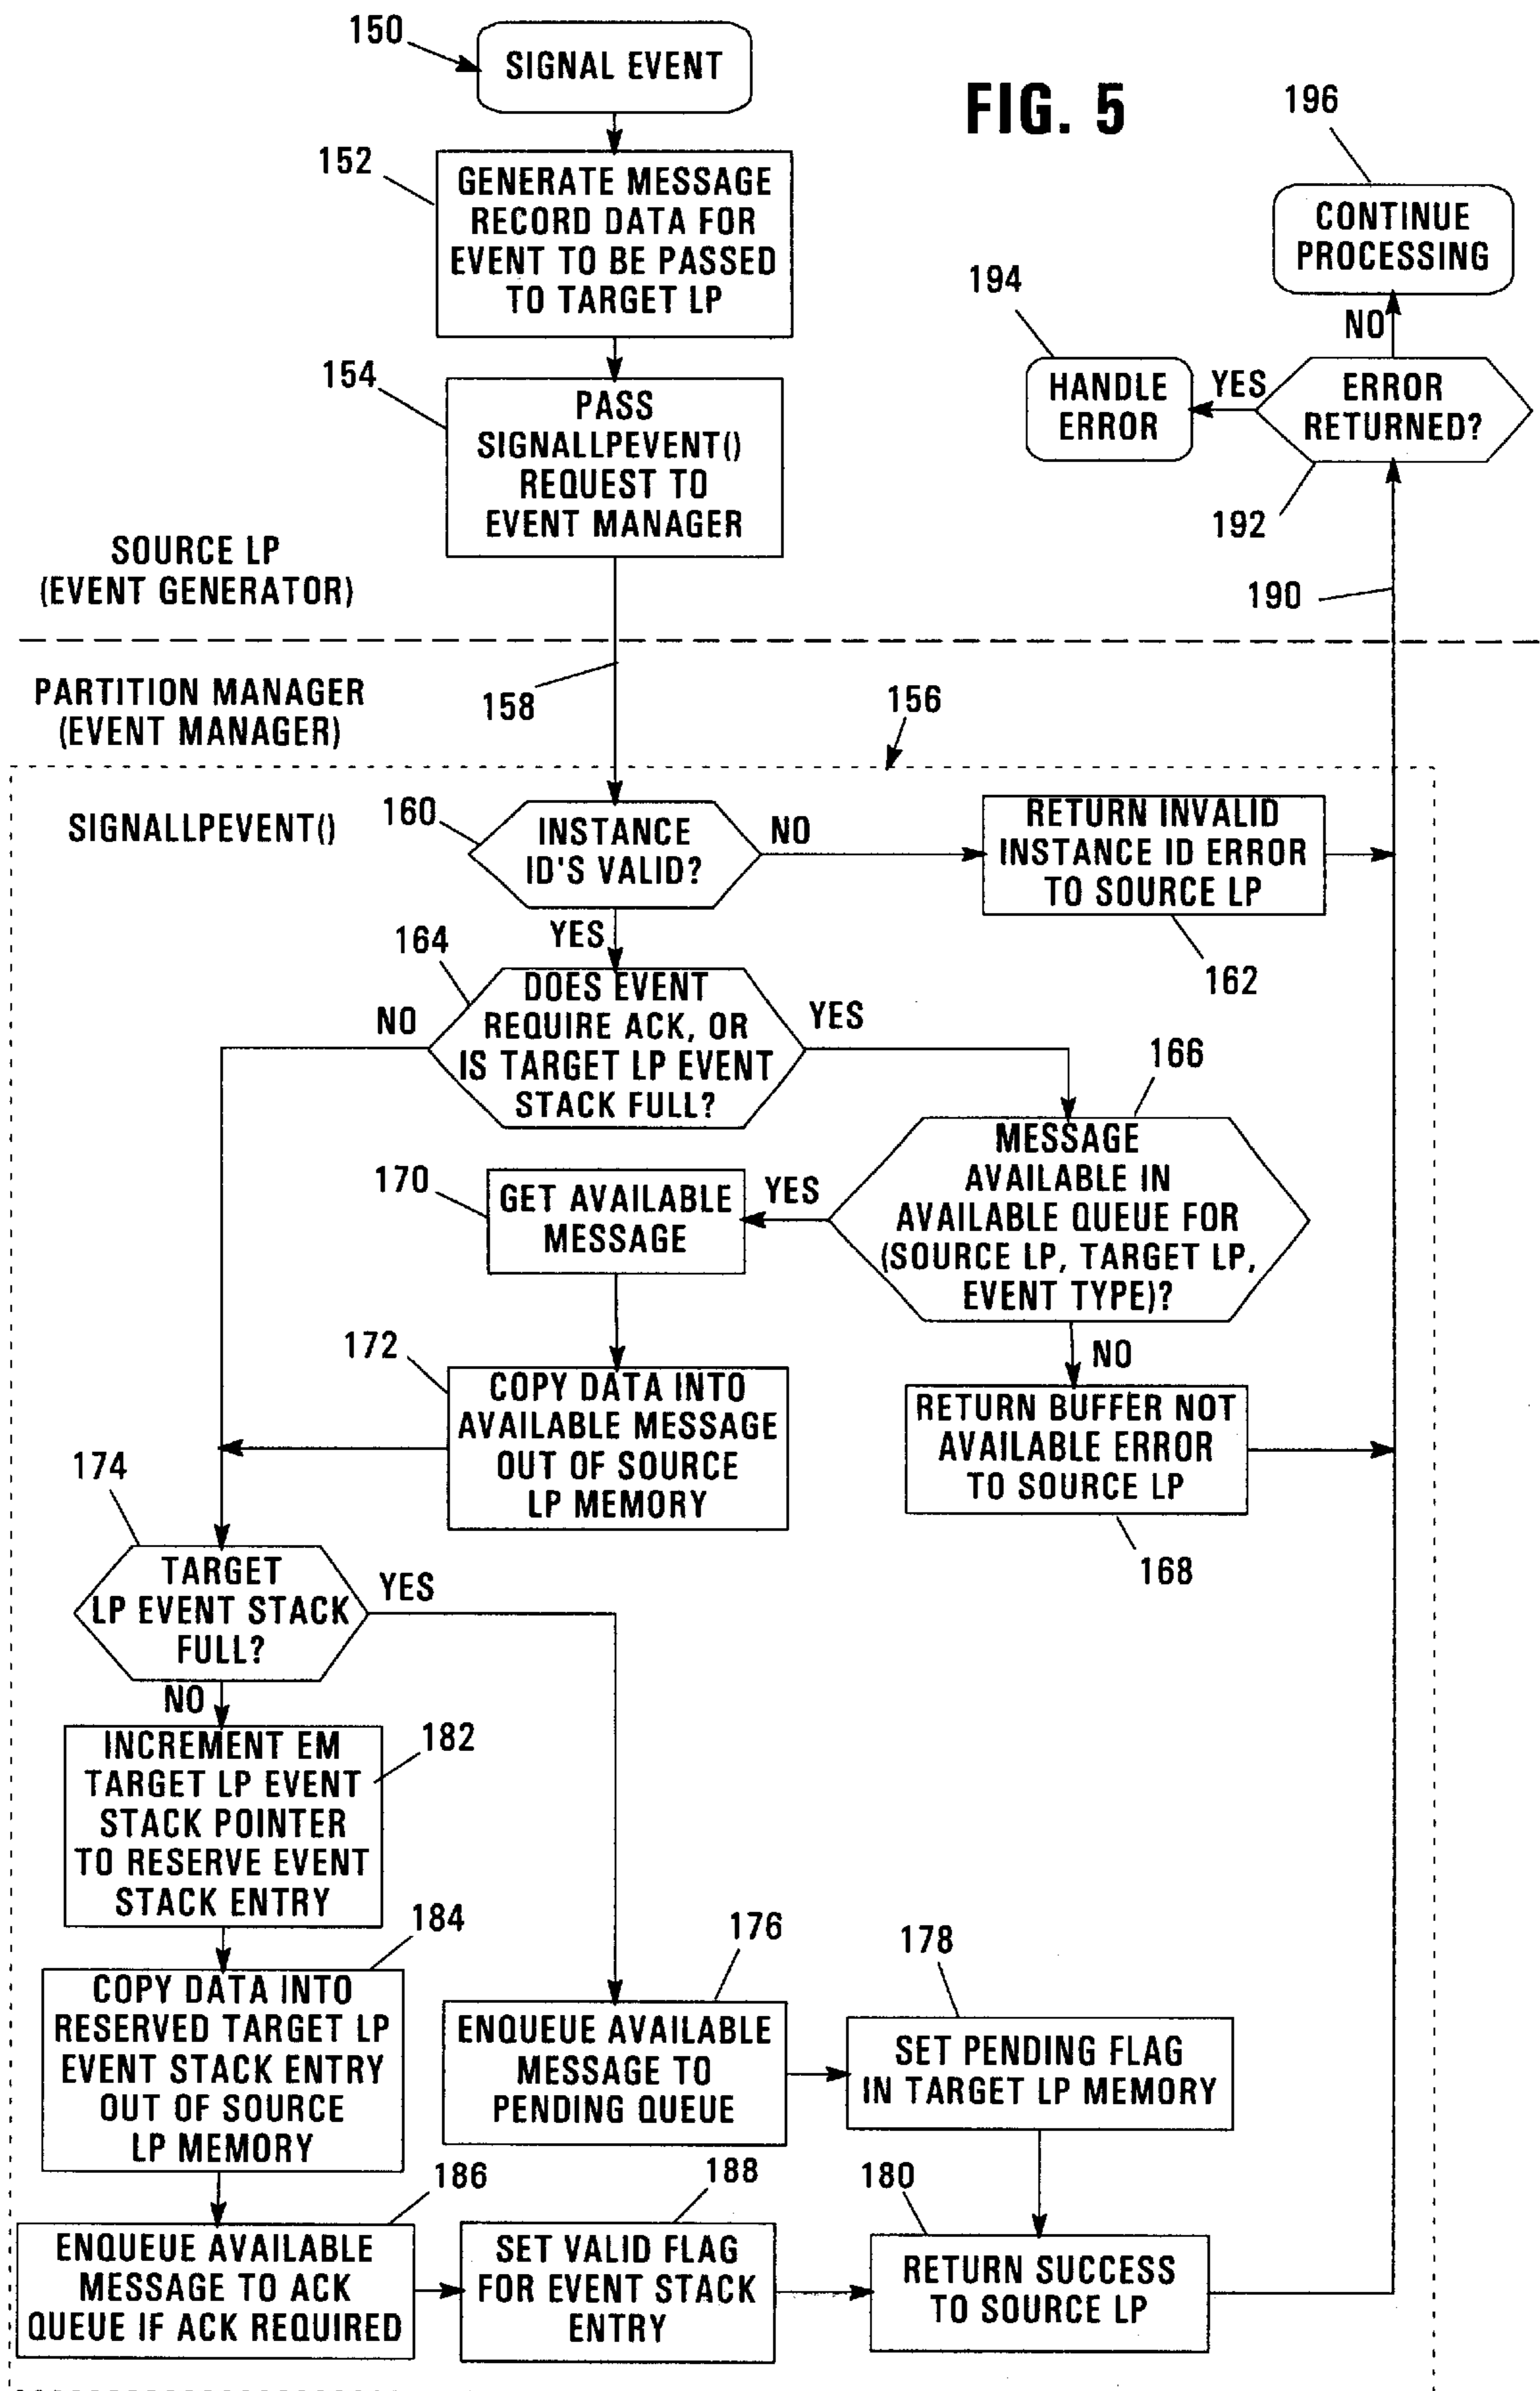 150
SIGNAL EVENT
FIG. 5
196
152
GENERATE MESSAGE
RECORD DATA FOR
EVENT TO BE PASSED
TO TARGET LP
CONTINUE
PROCESSING
194
NO
154
PASS
SIGNALLPEVENT()
REQUEST TO
EVENT MANAGER
HANDLE
ERROR
YES
ERROR
RETURNED?
192
SOURCE LP
(EVENT GENERATOR)
190
PARTITION MANAGER
(EVENT MANAGER)
158
156
SIGNALLPEVENT()
160
INSTANCE
ID'S VALID?
NO
RETURN INVALID
INSTANCE ID ERROR
TO SOURCE LP
162
YES
164
DOES EVENT
REQUIRE ACK, OR
IS TARGET LP EVENT
STACK FULL?
NO
YES
166
MESSAGE
AVAILABLE IN
AVAILABLE QUEUE FOR
(SOURCE LP, TARGET LP,
EVENT TYPE)?
YES
170
GET AVAILABLE
MESSAGE
NO
172
COPY DATA INTO
AVAILABLE MESSAGE
OUT OF SOURCE
LP MEMORY
RETURN BUFFER NOT
AVAILABLE ERROR
TO SOURCE LP
168
174
TARGET
LP EVENT STACK
FULL?
YES
NO
INCREMENT EM
TARGET LP EVENT
STACK POINTER
TO RESERVE EVENT
STACK ENTRY
182
184
COPY DATA INTO
RESERVED TARGET LP
EVENT STACK ENTRY
OUT OF SOURCE
LP MEMORY
176
ENQUEUE AVAILABLE
MESSAGE TO
PENDING QUEUE
178
SET PENDING FLAG
IN TARGET LP MEMORY
186
ENQUEUE AVAILABLE
MESSAGE TO ACK
QUEUE IF ACK REQUIRED
188
SET VALID FLAG
FOR EVENT STACK
ENTRY
180
RETURN SUCCESS
TO SOURCE LP